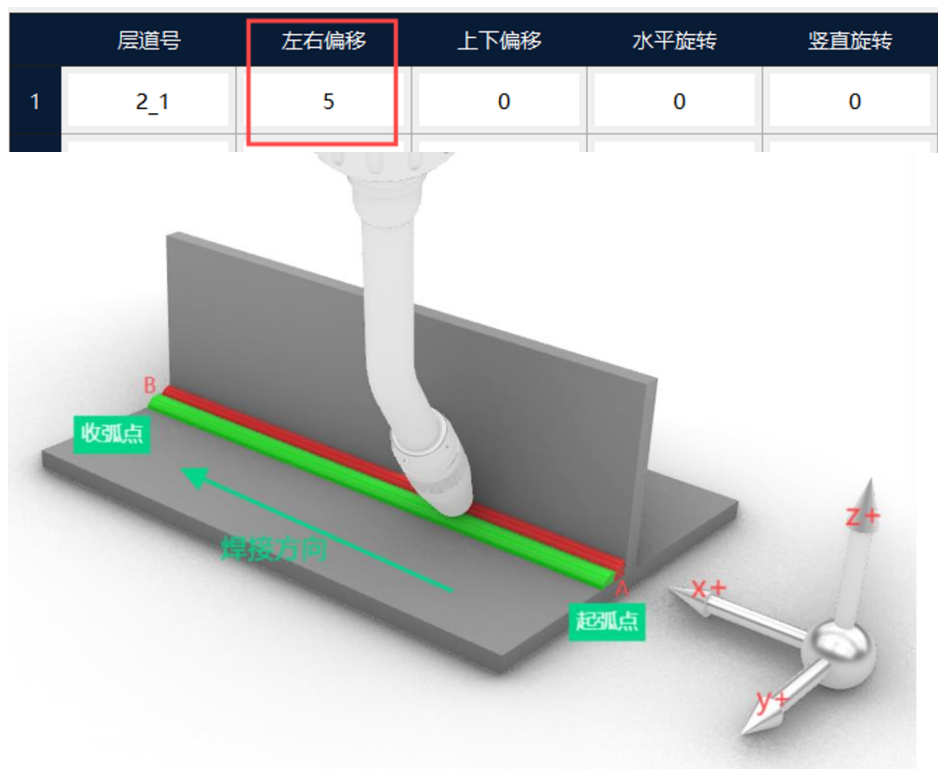 层道号 左右偏移 上下偏移 水平旋转 竖直旋转
1 2_1 5 0 0 0
B
收弧点
焊接方向
A
起弧点
z+
x+
y+